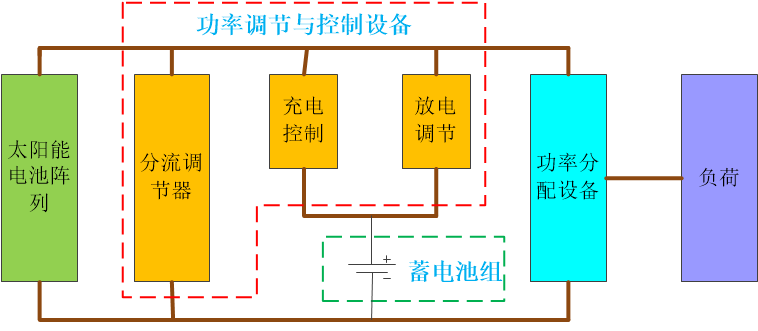 功率调节与控制设备
太阳能
电池阵
列
分流调
节器
充电
控制
放电
调节
功率分
配设备
负荷
+
蓄电池组
−